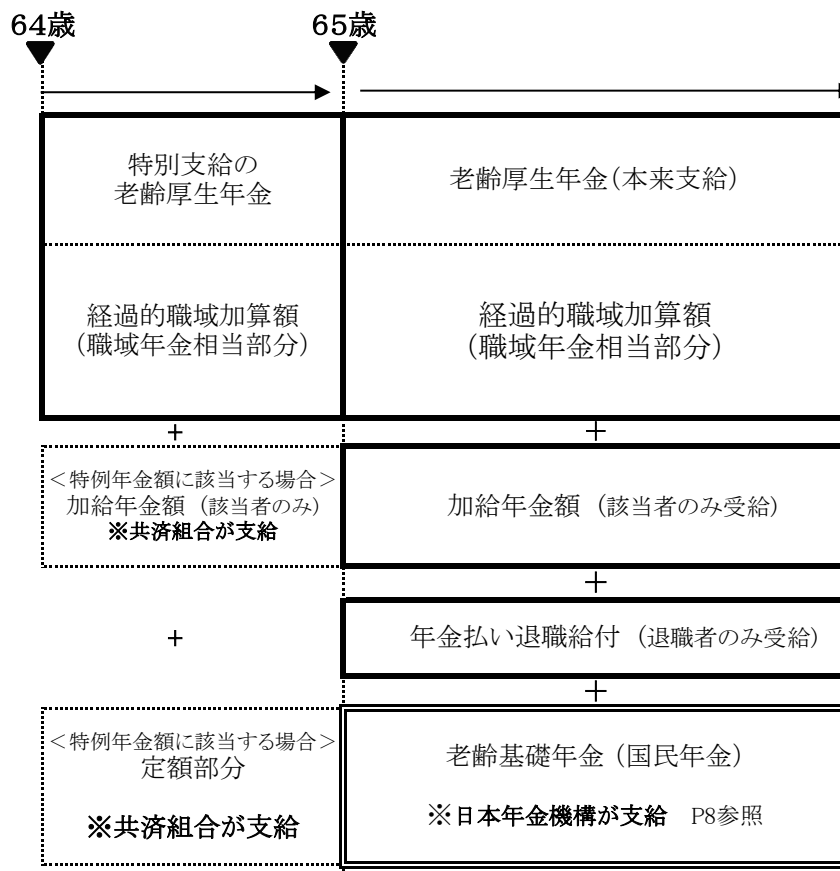 64歳
65歳
特別支給の
老齢厚生年金
老齢厚生年金(本来支給)
経過的職域加算額
(職域年金相当部分)
経過的職域加算額
(職域年金相当部分)
+
+
<特例年金額に該当する場合>
加給年金額 (該当者のみ)
※共済組合が支給
加給年金額 (該当者のみ受給)
+
+
年金払い退職給付 (退職者のみ受給)
+
<特例年金額に該当する場合>
定額部分
※共済組合が支給
老齢基礎年金 (国民年金)
※日本年金機構が支給 P8参照